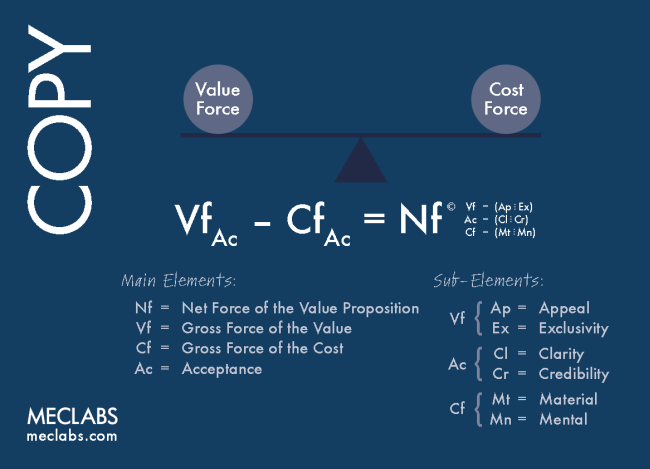 COPY
Value
Force
Cost
Force
Vf Ac – Cf Ac = Nf ©
Vf – (Ap⋮Ex)
Ac – (Cl⋮Cr)
Cf – (Mt⋮Mn)
Main Elements:
Nf = Net Force of the Value Proposition
Vf = Gross Force of the Value
Cf = Gross Force of the Cost
Ac = Acceptance
Sub-Elements:
Vf { Ap = Appeal
Ex = Exclusivity
Ac { Cl = Clarity
Cr = Credibility
Cf { Mt = Material
Mn = Mental
MECLABS
meclabs.com